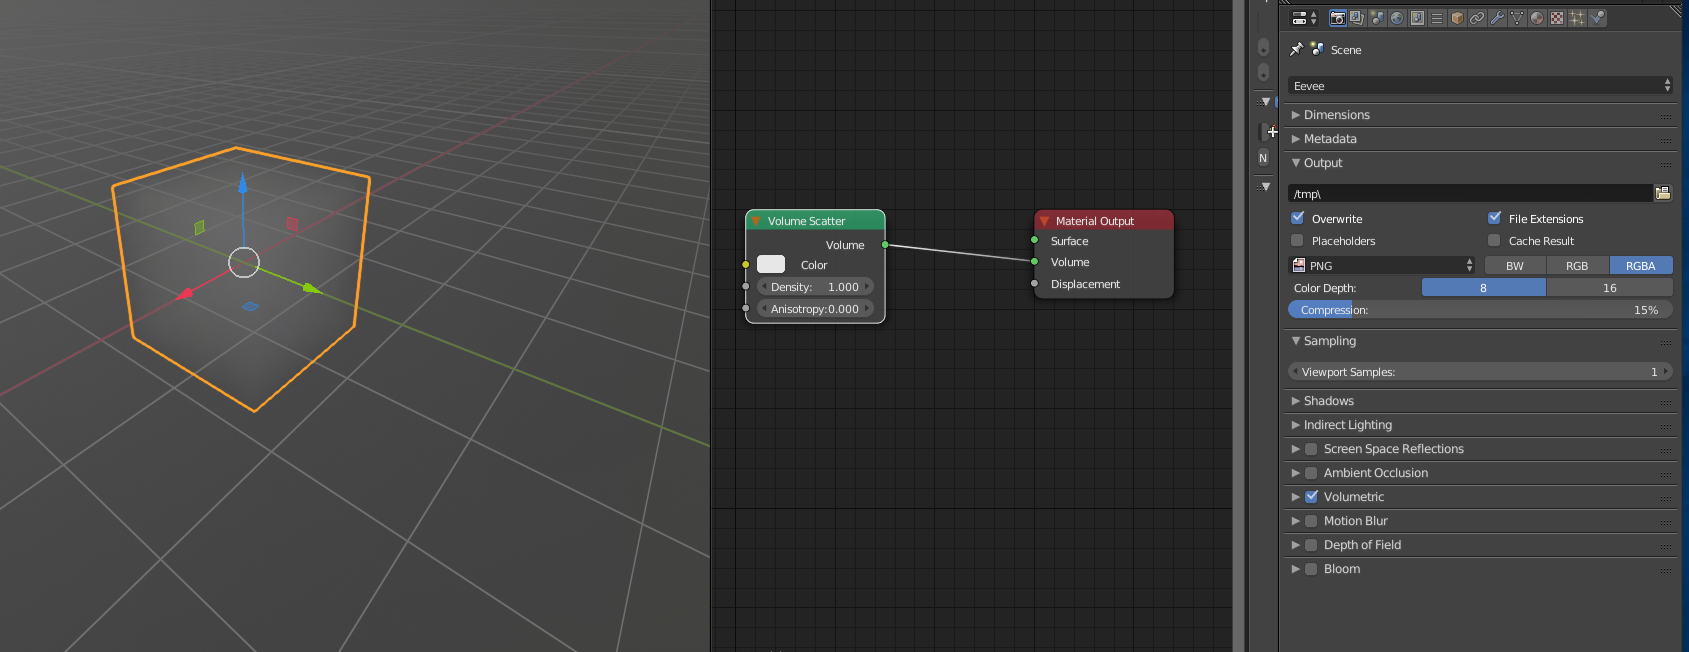 Volume Scatter
Volume
Color
Density: 1.000
Anisotropy: 0.000
Material Output
Surface
Volume
Displacement
N
Scene
Eevee
Dimensions
Metadata
Output
/tmp\
Overwrite File Extensions
Placeholders Cache Result
PNG BW RGB RGBA
Color Depth: 8 16
Compression: 15%
Sampling
Viewport Samples: 1
Shadows
Indirect Lighting
Screen Space Reflections
Ambient Occlusion
Volumetric
Motion Blur
Depth of Field
Bloom